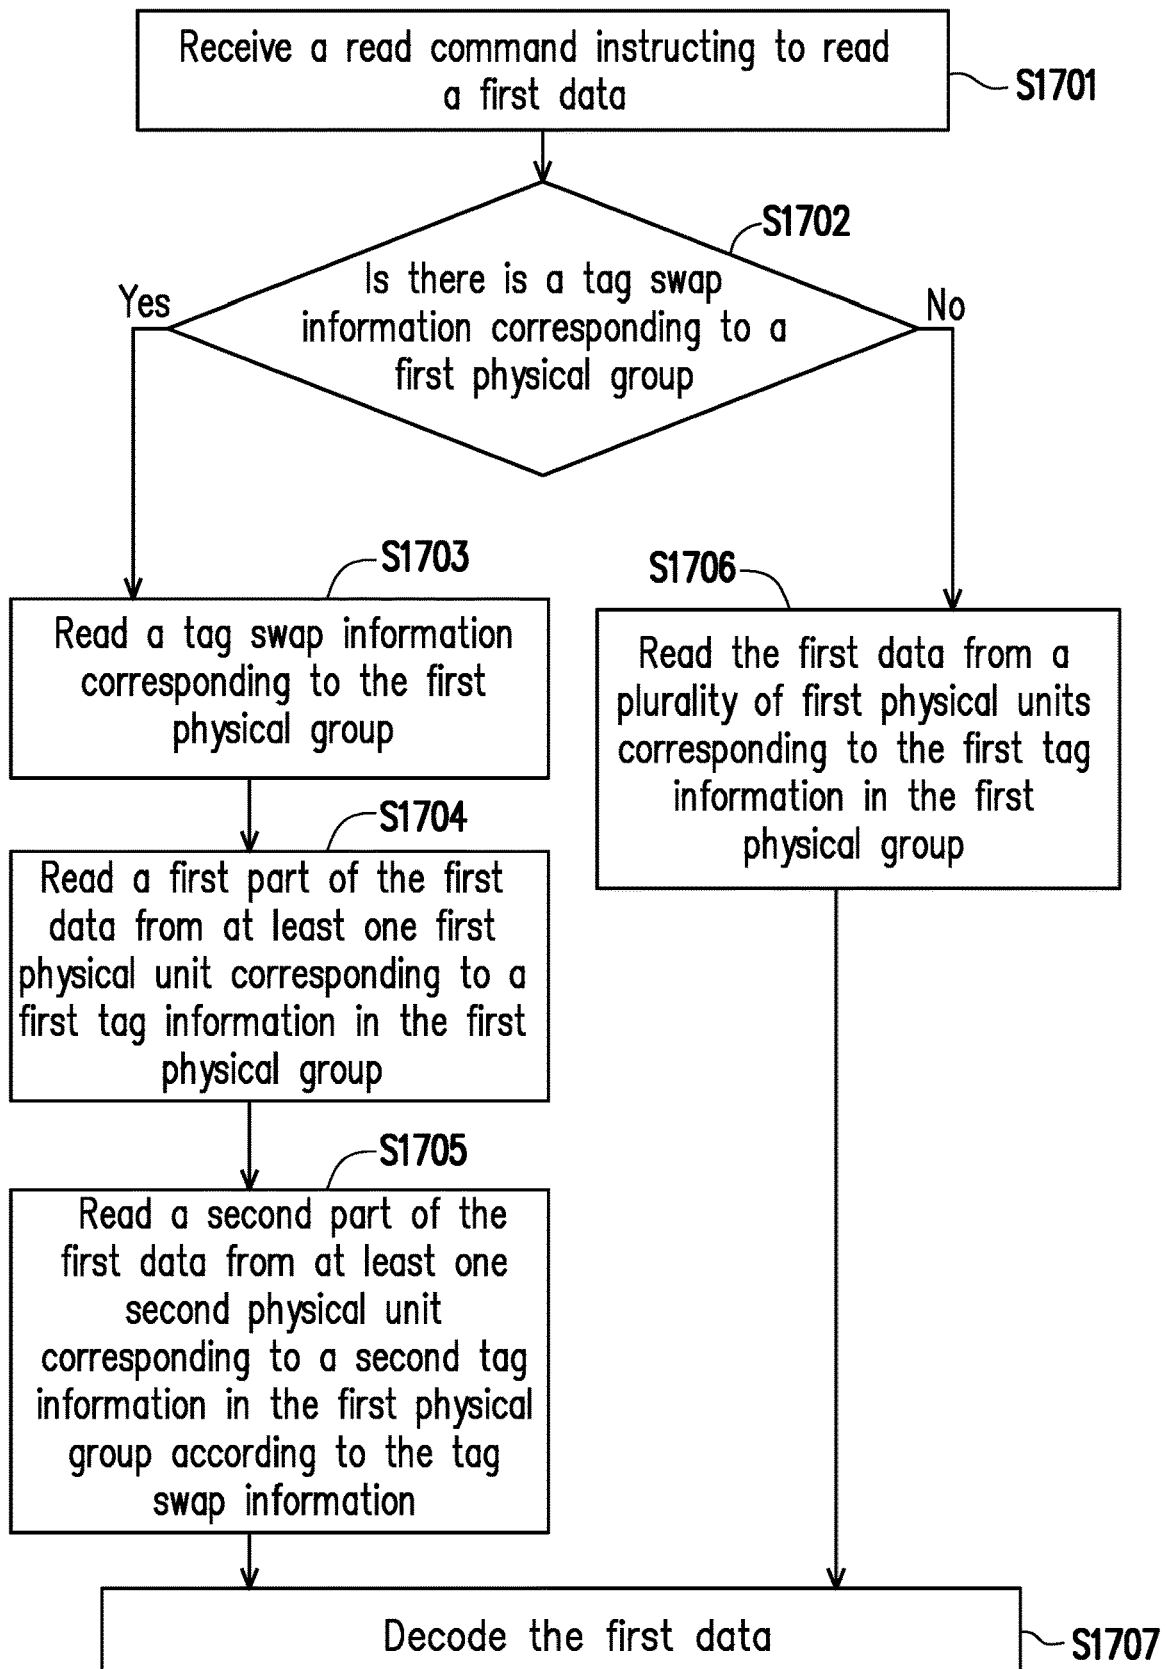 Receive a read command instructing to read
a first data
S1701
S1702
Is there is a tag swap
information corresponding to a
first physical group
Yes
No
S1703
Read a tag swap information
corresponding to the first
physical group
S1704
Read a first part of the first
data from at least one first
physical unit corresponding to a
first tag information in the first
physical group
S1705
Read a second part of the
first data from at least one
second physical unit
corresponding to a second tag
information in the first physical
group according to the tag
swap information
S1706
Read the first data from a
plurality of first physical units
corresponding to the first tag
information in the first
physical group
Decode the first data
S1707